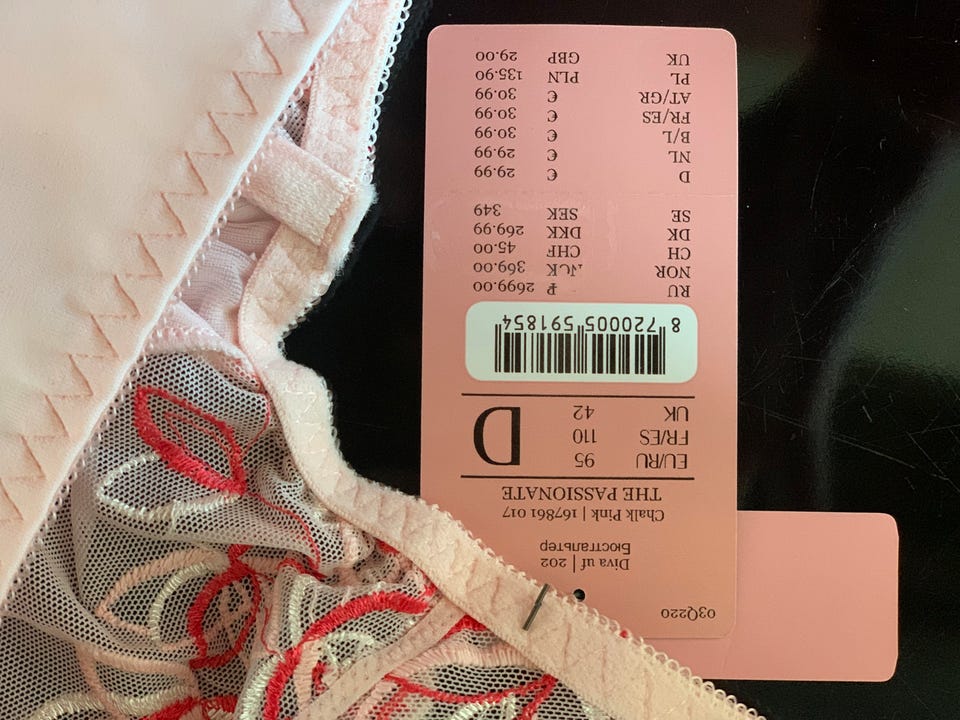 03Q220
Diva uf | 202
Бюстгальтер
Chalk Pink | 167861 017
THE PASSIONATE
EU/RU 95
FR/ES 110
UK 42
D
8 720005 591854
RU ₽ 2699.00
NOR NOK 369.00
CH CHF 45.00
DK DKK 269.99
SE SEK 349
D € 29.99
NL € 29.99
B/L € 30.99
FR/ES € 30.99
AT/GR € 30.99
PL PLN 135.90
UK GBP 29.00